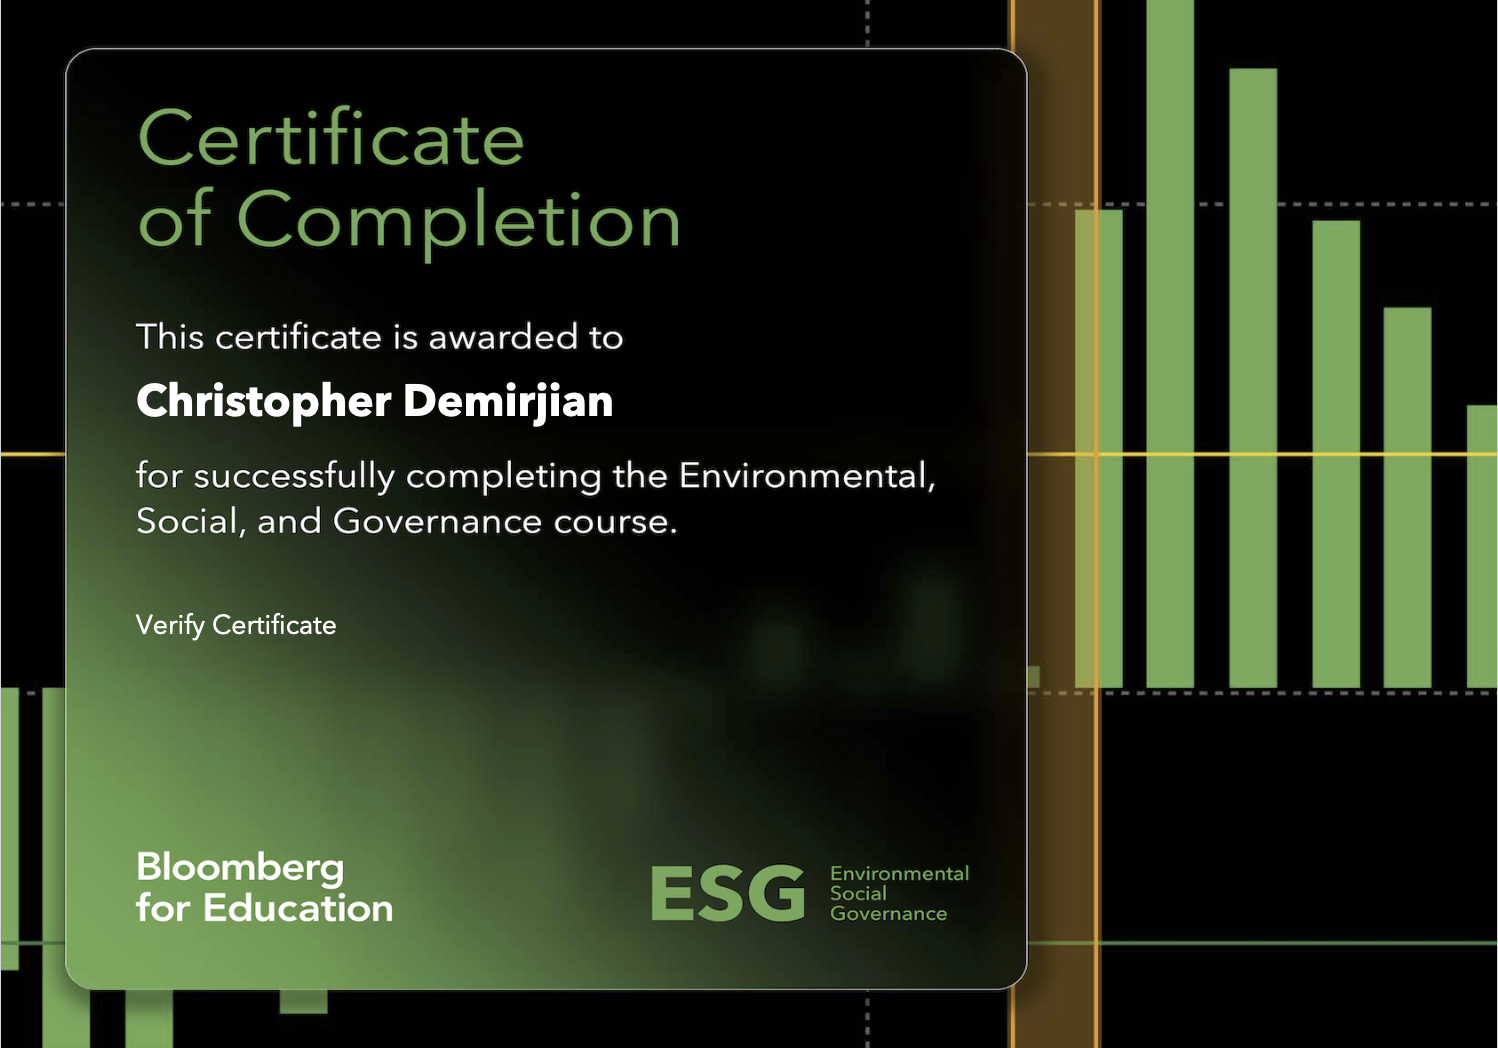 Certificate
of Completion
This certificate is awarded to
Christopher Demirjian
for successfully completing the Environmental,
Social, and Governance course.
Verify Certificate
Bloomberg
for Education
ESG
Environmental
Social
Governance